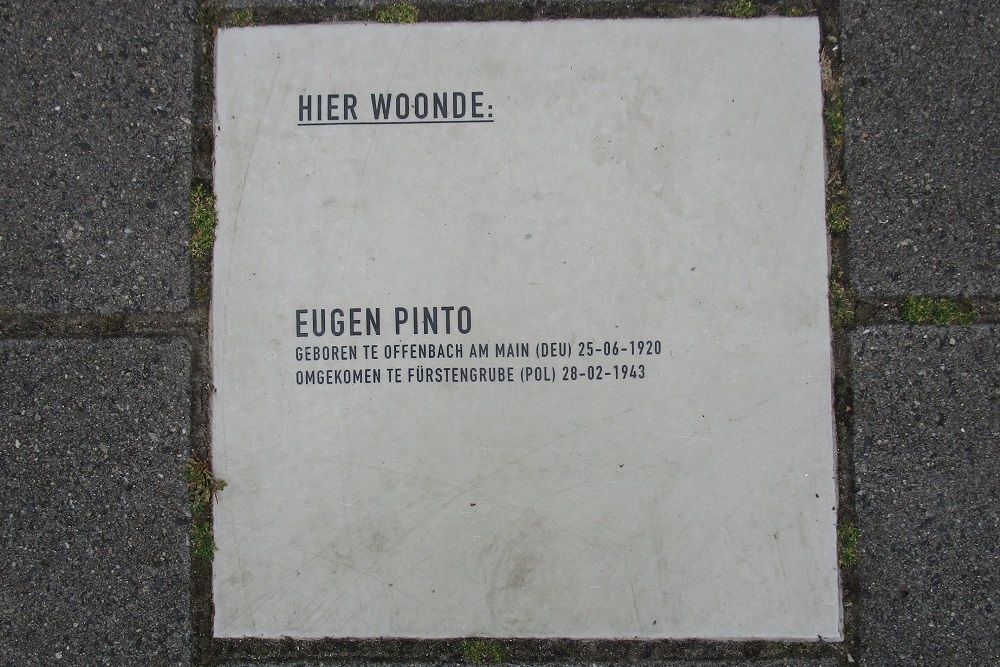 HIER WOONDE:
EUGEN PINTO
GEBOREN TE OFFENBACH AM MAIN (DEU) 25-06-1920
OMGEKOMEN TE FÜRSTENGRUBE (POL) 28-02-1943